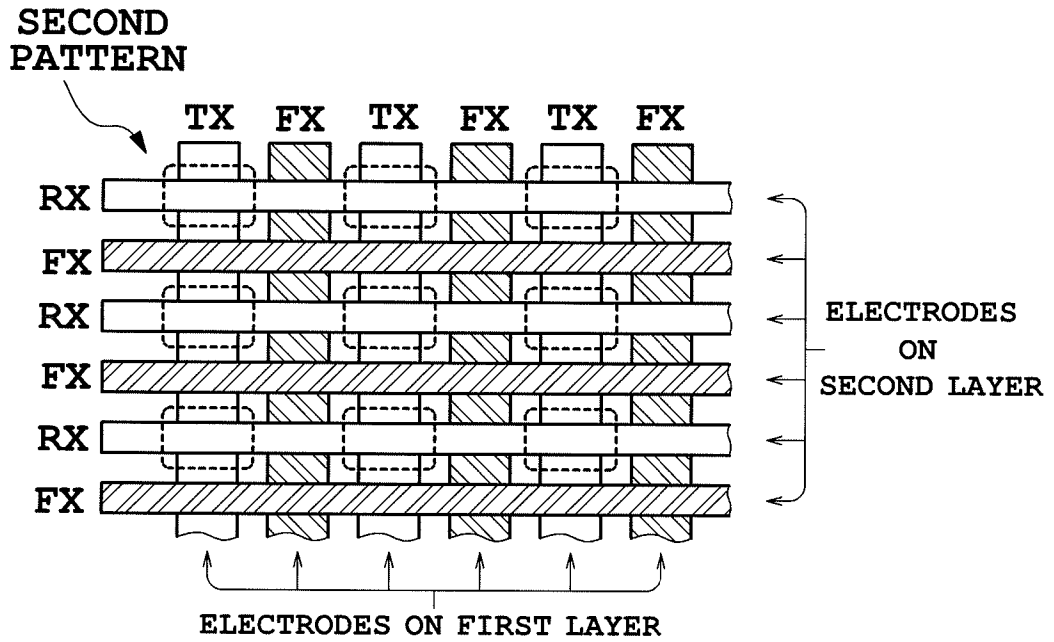 SECOND
PATTERN
TX FX TX FX TX FX
RX
FX
RX
FX
RX
FX
ELECTRODES
ON
SECOND LAYER
ELECTRODES ON FIRST LAYER